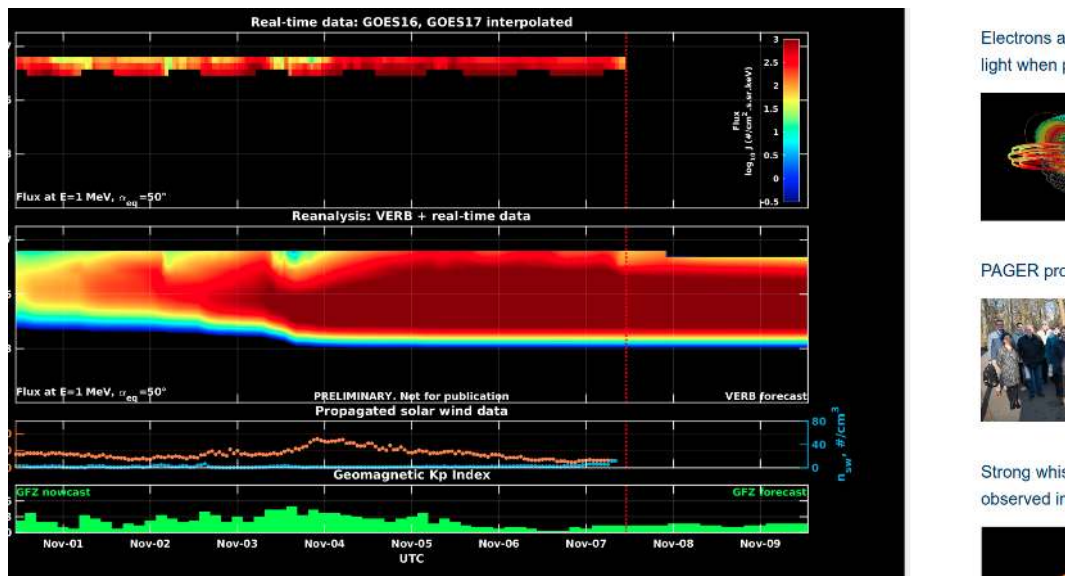 Real-time data: GOES16, GOES17 interpolated
3
2.5
2
1.5
1
0.5
0
-0.5
Flux
log10 J (#/cm2.s.sr.keV)
Flux at E=1 MeV, αeq=50°
Reanalysis: VERB + real-time data
Flux at E=1 MeV, αeq=50°
PRELIMINARY. Not for publication
VERB forecast
Propagated solar wind data
80
40
0
nsw, #/cm3
Geomagnetic Kp Index
GFZ nowcast
GFZ forecast
Nov-01 Nov-02 Nov-03 Nov-04 Nov-05 Nov-06 Nov-07 Nov-08 Nov-09
UTC
Electrons a
light when p
PAGER pro
Strong whis
observed in